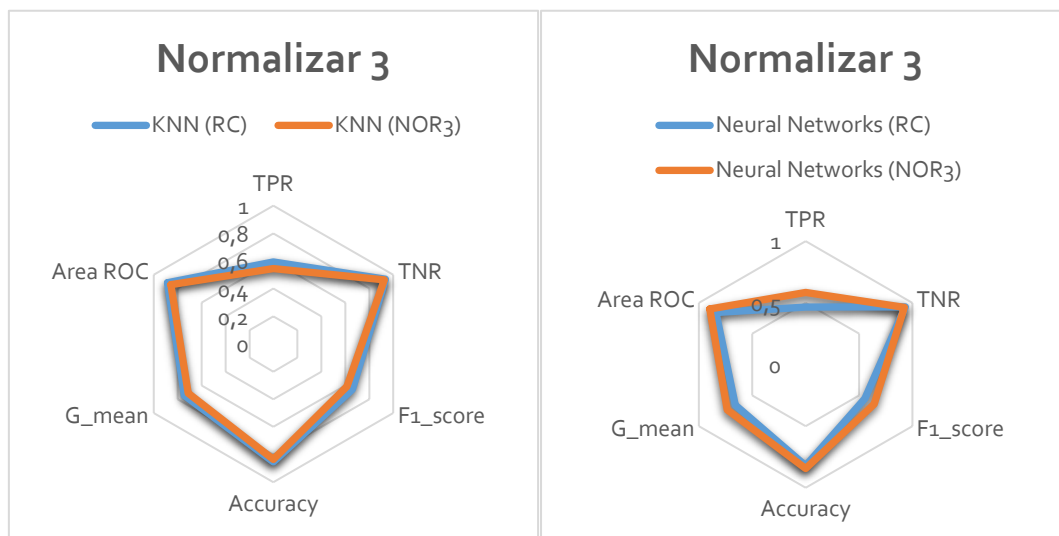 Normalizar 3
KNN (RC) KNN (NOR3)
TPR
1
0,8
0,6
0,4
0,2
0
TNR
F1_score
Accuracy
G_mean
Area ROC
Normalizar 3
Neural Networks (RC)
Neural Networks (NOR3)
TPR
1
0,5
0
TNR
F1_score
Accuracy
G_mean
Area ROC